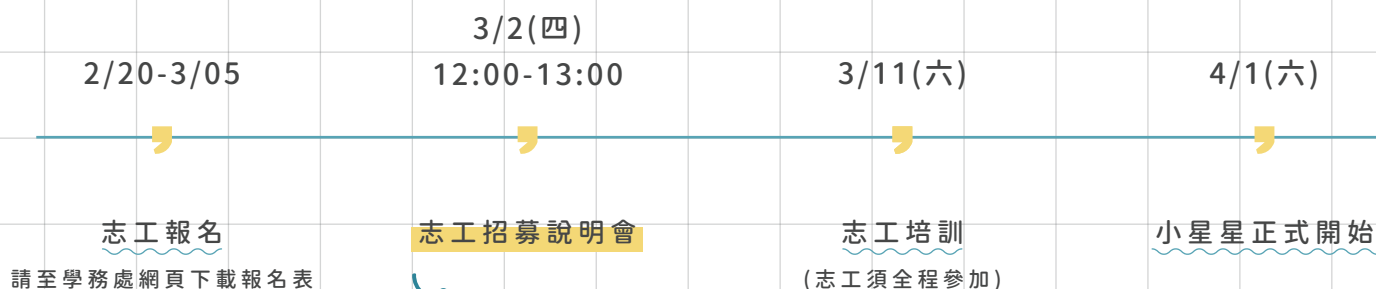 3/2(四)
2/20-3/05
12:00-13:00
3/11(六)
4/1(六)
志工報名
志工招募說明會
志工培訓
小星星正式開始
請至學務處網頁下載報名表
(志工須全程參加)